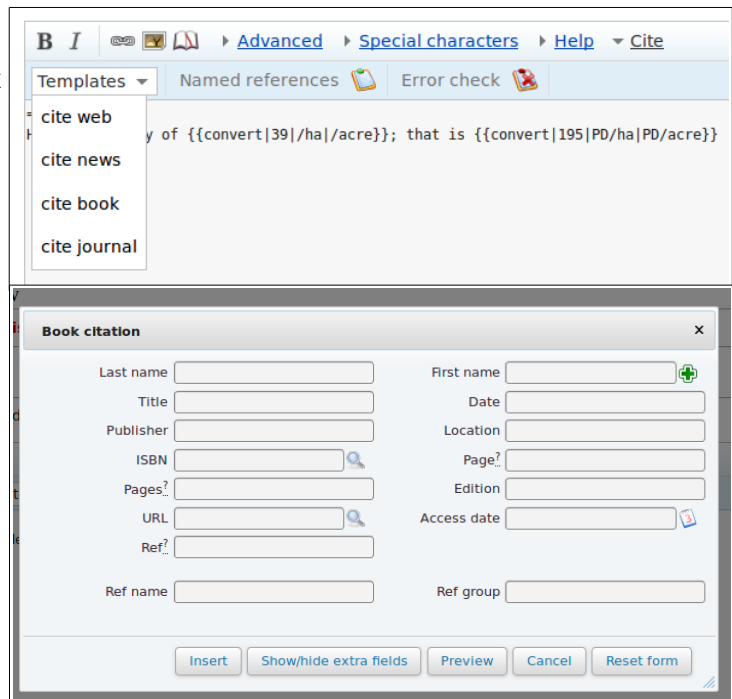 B I Advanced Special characters Help Cite
Templates Named references Error check
cite web
y of {{convert|39|/ha|/acre}}; that is {{convert|195|PD/ha|PD/acre}}
cite news
cite book
cite journal
Book citation x
Last name First name
Title Date
Publisher Location
ISBN Page?
Pages? Edition
URL Access date 3
Ref?
Ref name Ref group
Insert Show/hide extra fields Preview Cancel Reset form